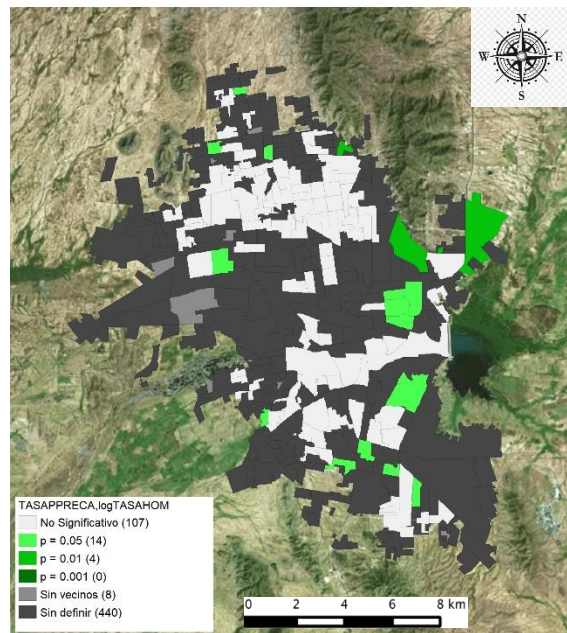 N
W E
S
TASAPPRECA,logTASAHOM
No Significativo (107)
p = 0.05 (14)
p = 0.01 (4)
p = 0.001 (0)
Sin vecinos (8)
Sin definir (440)
0 2 4 6 8 km